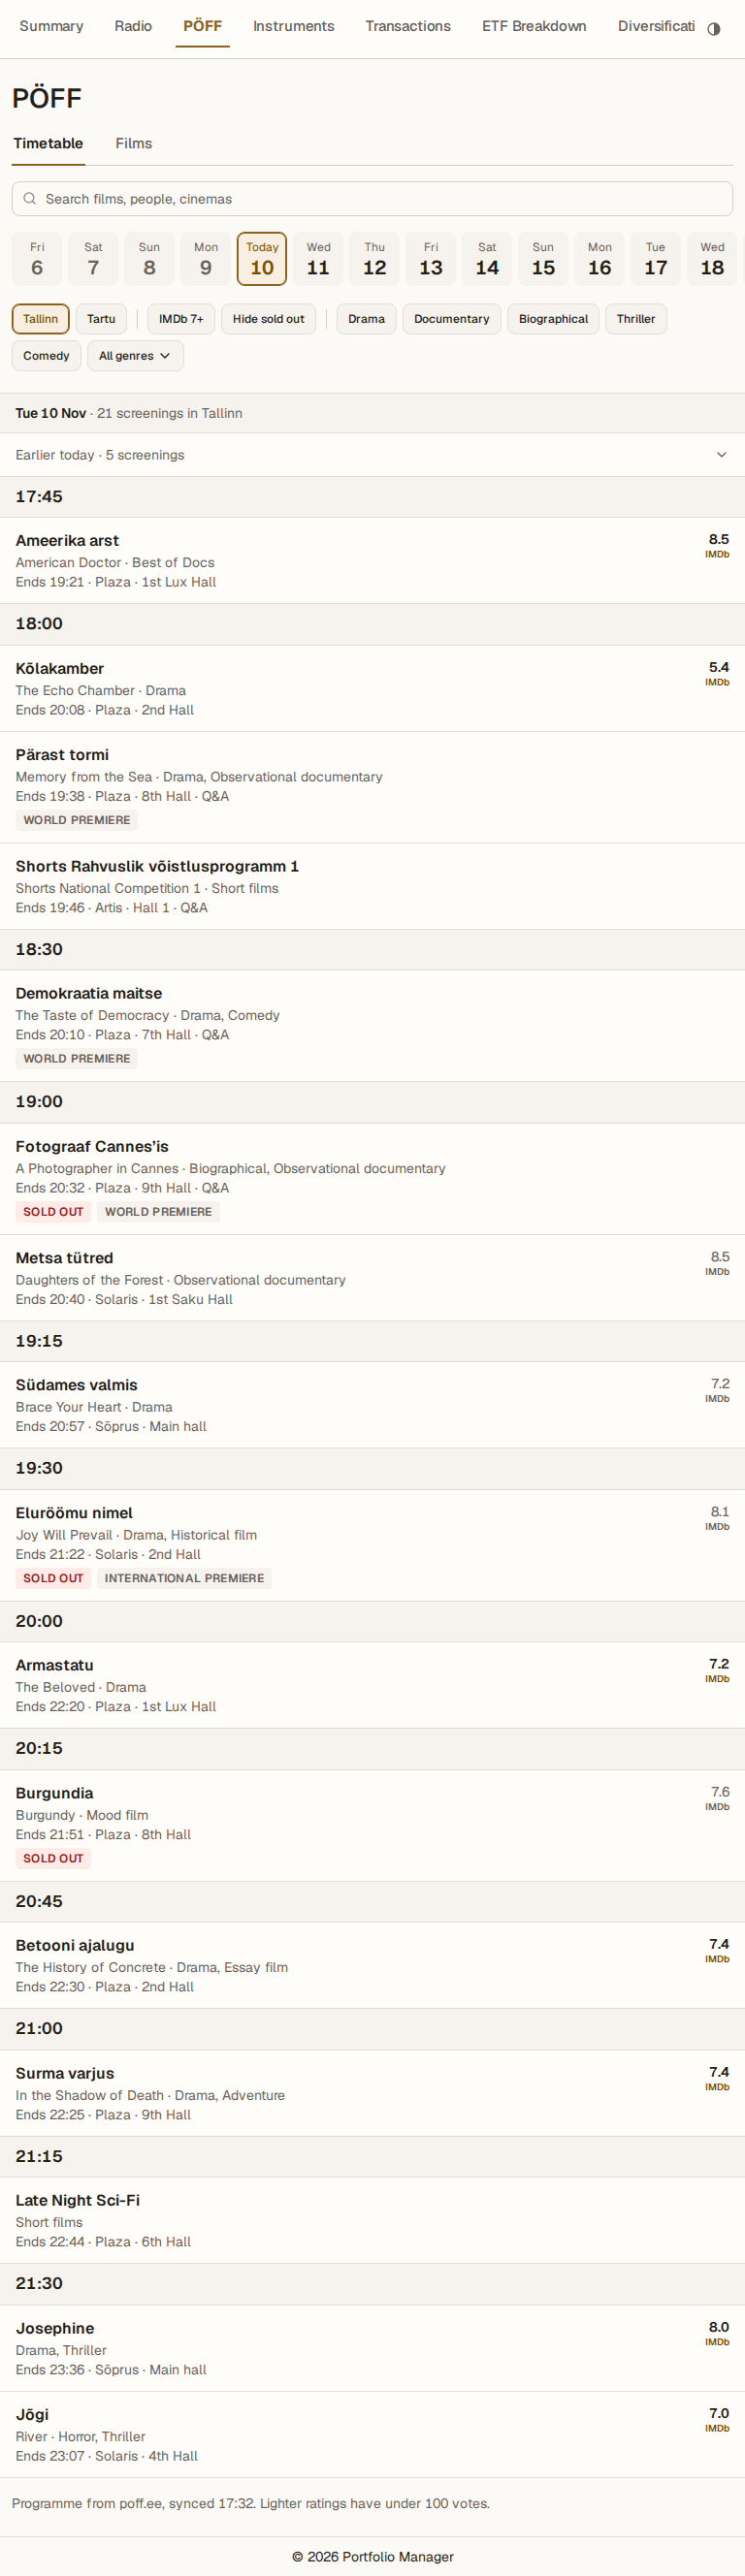 Summary Radio PÖFF Instruments Transactions ETF Breakdown Diversificati
PÖFF
Timetable Films
Search films, people, cinemas
Fri Sat Sun Mon Today Wed Thu Fri Sat Sun Mon Tue Wed
6 7 8 9 10 11 12 13 14 15 16 17 18
Tallinn Tartu IMDb 7+ Hide sold out Drama Documentary Biographical Thriller
Comedy All genres
Tue 10 Nov · 21 screenings in Tallinn
Earlier today · 5 screenings
17:45
Ameerika arst 8.5
American Doctor · Best of Docs IMDb
Ends 19:21 · Plaza · 1st Lux Hall
18:00
Kõlakamber 5.4
The Echo Chamber · Drama IMDb
Ends 20:08 · Plaza · 2nd Hall
Pärast tormi
Memory from the Sea · Drama, Observational documentary
Ends 19:38 · Plaza · 8th Hall · Q&A
WORLD PREMIERE
Shorts Rahvuslik võistlusprogramm 1
Shorts National Competition 1 · Short films
Ends 19:46 · Artis · Hall 1 · Q&A
18:30
Demokraatia maitse
The Taste of Democracy · Drama, Comedy
Ends 20:10 · Plaza · 7th Hall · Q&A
WORLD PREMIERE
19:00
Fotograaf Cannes’is
A Photographer in Cannes · Biographical, Observational documentary
Ends 20:32 · Plaza · 9th Hall · Q&A
SOLD OUT WORLD PREMIERE
Metsa tütred 8.5
Daughters of the Forest · Observational documentary IMDb
Ends 20:40 · Solaris · 1st Saku Hall
19:15
Südames valmis 7.2
Brace Your Heart · Drama IMDb
Ends 20:57 · Sõprus · Main hall
19:30
Eluröömu nimel 8.1
Joy Will Prevail · Drama, Historical film IMDb
Ends 21:22 · Solaris · 2nd Hall
SOLD OUT INTERNATIONAL PREMIERE
20:00
Armastatu 7.2
The Beloved · Drama IMDb
Ends 22:20 · Plaza · 1st Lux Hall
20:15
Burgundia 7.6
Burgundy · Mood film IMDb
Ends 21:51 · Plaza · 8th Hall
SOLD OUT
20:45
Betooni ajalugu 7.4
The History of Concrete · Drama, Essay film IMDb
Ends 22:30 · Plaza · 2nd Hall
21:00
Surma varjus 7.4
In the Shadow of Death · Drama, Adventure IMDb
Ends 22:25 · Plaza · 9th Hall
21:15
Late Night Sci-Fi
Short films
Ends 22:44 · Plaza · 6th Hall
21:30
Josephine 8.0
Drama, Thriller IMDb
Ends 23:36 · Sõprus · Main hall
Jõgi 7.0
River · Horror, Thriller IMDb
Ends 23:07 · Solaris · 4th Hall
Programme from poff.ee, synced 17:32. Lighter ratings have under 100 votes.
© 2026 Portfolio Manager